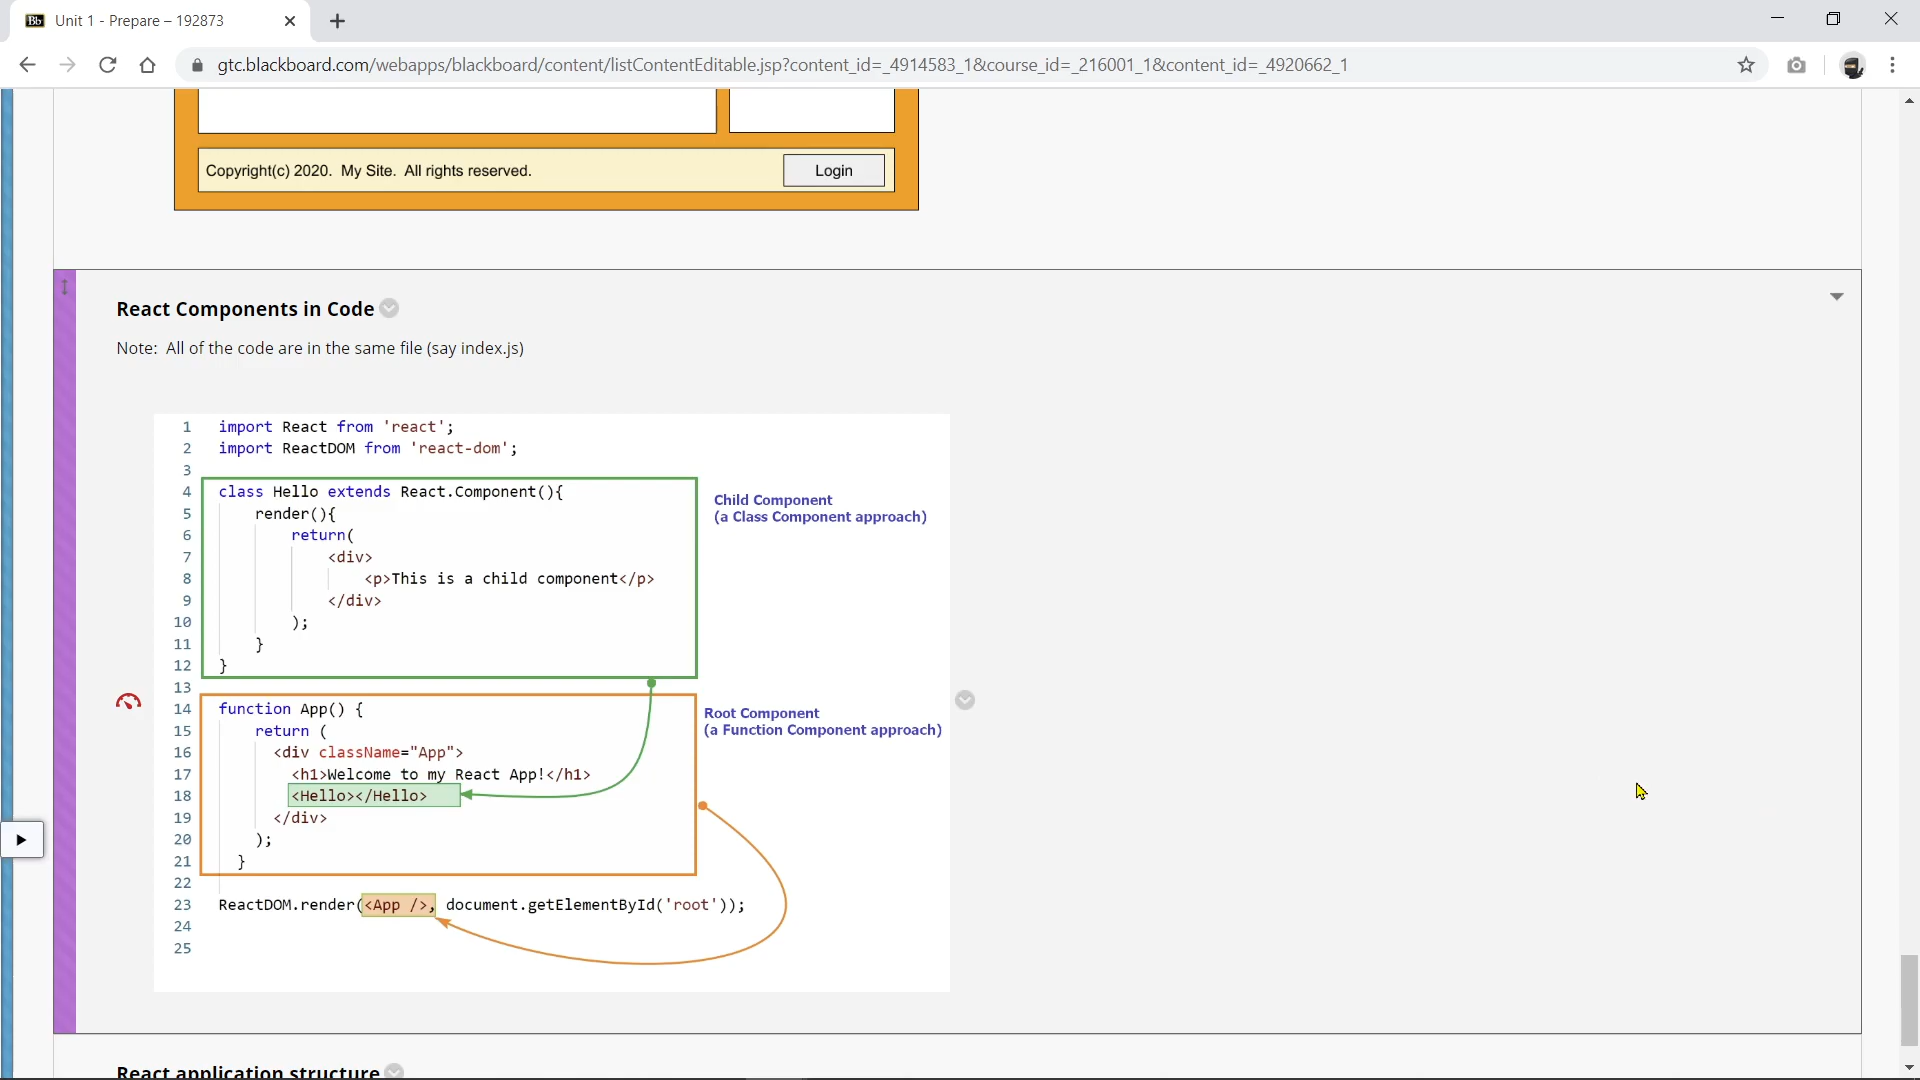 Bb Unit 1 - Prepare – 192873
gtc.blackboard.com/webapps/blackboard/content/listContentEditable.jsp?content_id=_4914583_1&course_id=_216001_1&content_id=_4920662_1
Copyright(c) 2020.  My Site.  All rights reserved.
Login
React Components in Code
Note:  All of the code are in the same file (say index.js)
1 import React from 'react';
2 import ReactDOM from 'react-dom';
3
4 class Hello extends React.Component(){
5 render(){
6 return(
7 <div>
8 <p>This is a child component</p>
9 </div>
10 );
11 }
12 }
Child Component
(a Class Component approach)
13
14 function App() {
15 return (
16 <div className="App">
17 <h1>Welcome to my React App!</h1>
18 <Hello></Hello>
19 </div>
20 );
21 }
Root Component
(a Function Component approach)
22
23 ReactDOM.render(<App />, document.getElementById('root'));
24
25
React application structure